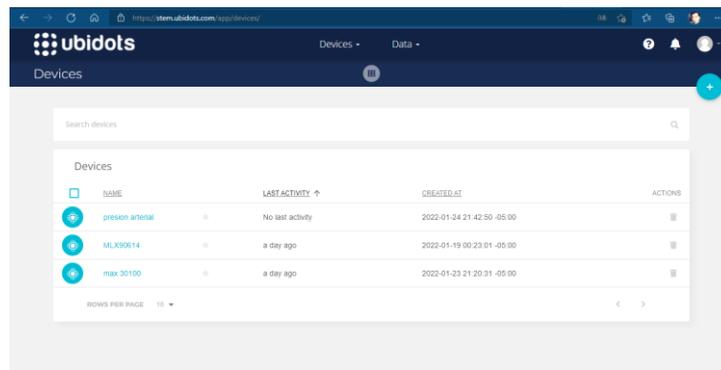 https://stem.ubidots.com/app/devices/
ubidots
Devices
Data
Devices
Search devices
Devices
NAME LAST ACTIVITY ↑ CREATED AT ACTIONS
presion arterial No last activity 2022-01-24 21:42:50 -05:00
MLX90614 a day ago 2022-01-19 00:23:01 -05:00
max 30100 a day ago 2022-01-23 21:20:31 -05:00
ROWS PER PAGE